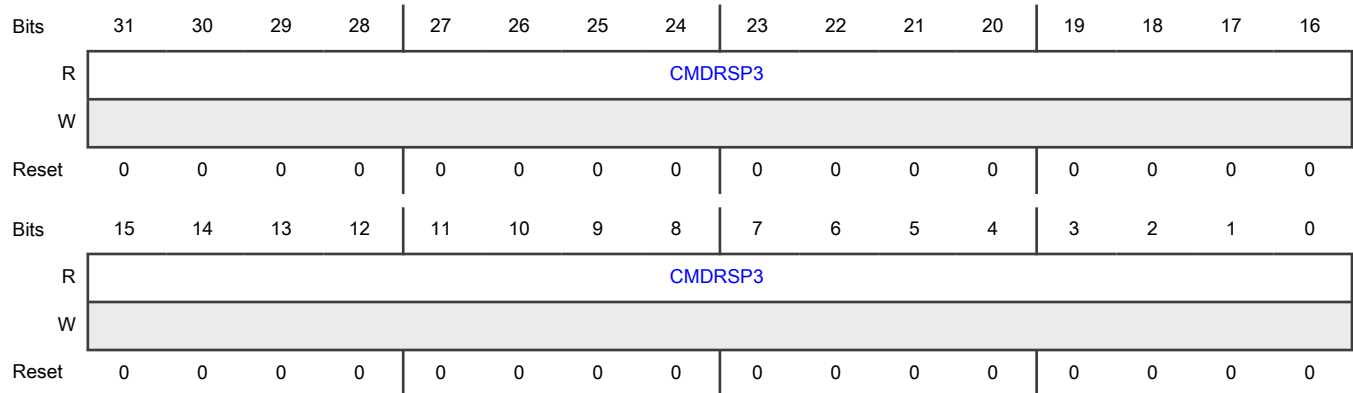 Bits 31 30 29 28 27 26 25 24 23 22 21 20 19 18 17 16
R CMDRSP3
W
Reset 0 0 0 0 0 0 0 0 0 0 0 0 0 0 0 0
Bits 15 14 13 12 11 10 9 8 7 6 5 4 3 2 1 0
R CMDRSP3
W
Reset 0 0 0 0 0 0 0 0 0 0 0 0 0 0 0 0